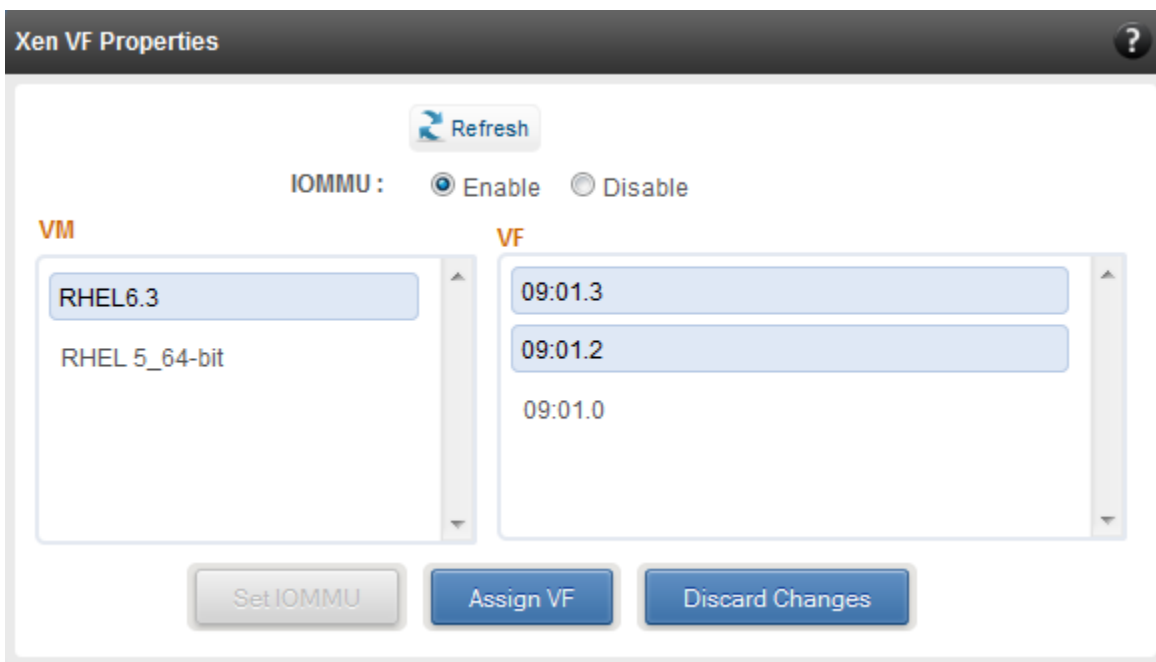 Xen VF Properties ?
Refresh
IOMMU : Enable Disable
VM
RHEL6.3
RHEL 5_64-bit
VF
09:01.3
09:01.2
09:01.0
Set IOMMU Assign VF Discard Changes